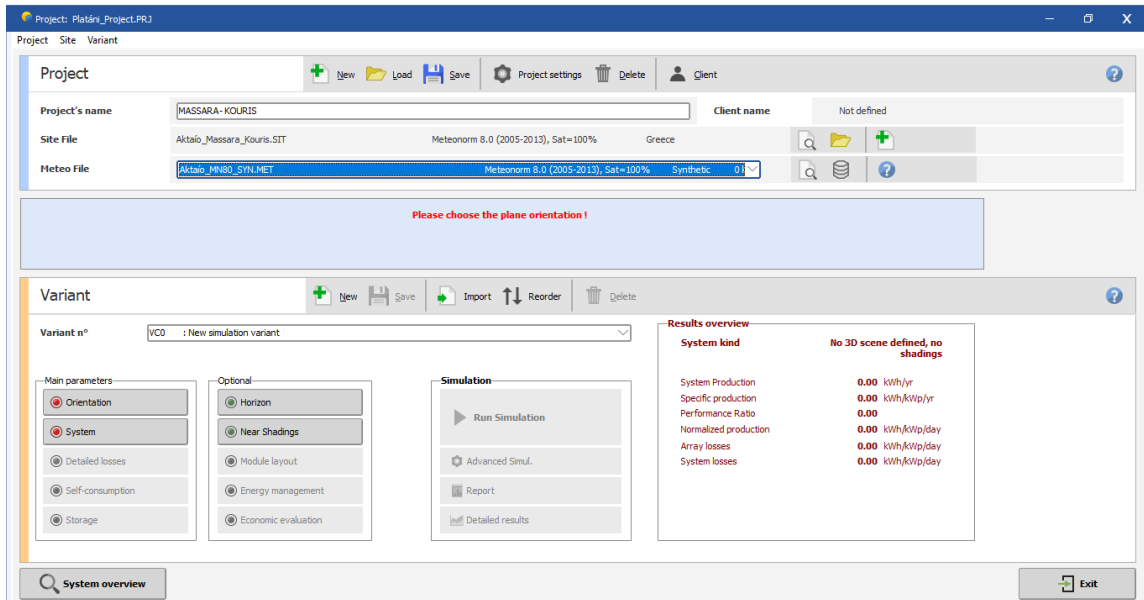 Project: Platáni_Project.PRJ
Project Site Variant
Project New Load Save Project settings Delete Client
Project's name MASSARA-KOURIS Client name Not defined
Site File Aktaío_Massara_Kouris.SIT Meteonorm 8.0 (2005-2013), Sat=100% Greece
Meteo File Aktaío_MN80_SYN.MET Meteonorm 8.0 (2005-2013), Sat=100% Synthetic 0
Please choose the plane orientation !
Variant New Save Import Reorder Delete
Variant n° VC0 : New simulation variant
Results overview
System kind No 3D scene defined, no
shadings
Main parameters Optional Simulation
Orientation Horizon Run Simulation
System Near Shadings
Detailed losses Module layout Advanced Simul.
Self-consumption Energy management Report
Storage Economic evaluation Detailed results
System Production 0.00 kWh/yr
Specific production 0.00 kWh/kWp/yr
Performance Ratio 0.00
Normalized production 0.00 kWh/kWp/day
Array losses 0.00 kWh/kWp/day
System losses 0.00 kWh/kWp/day
System overview Exit